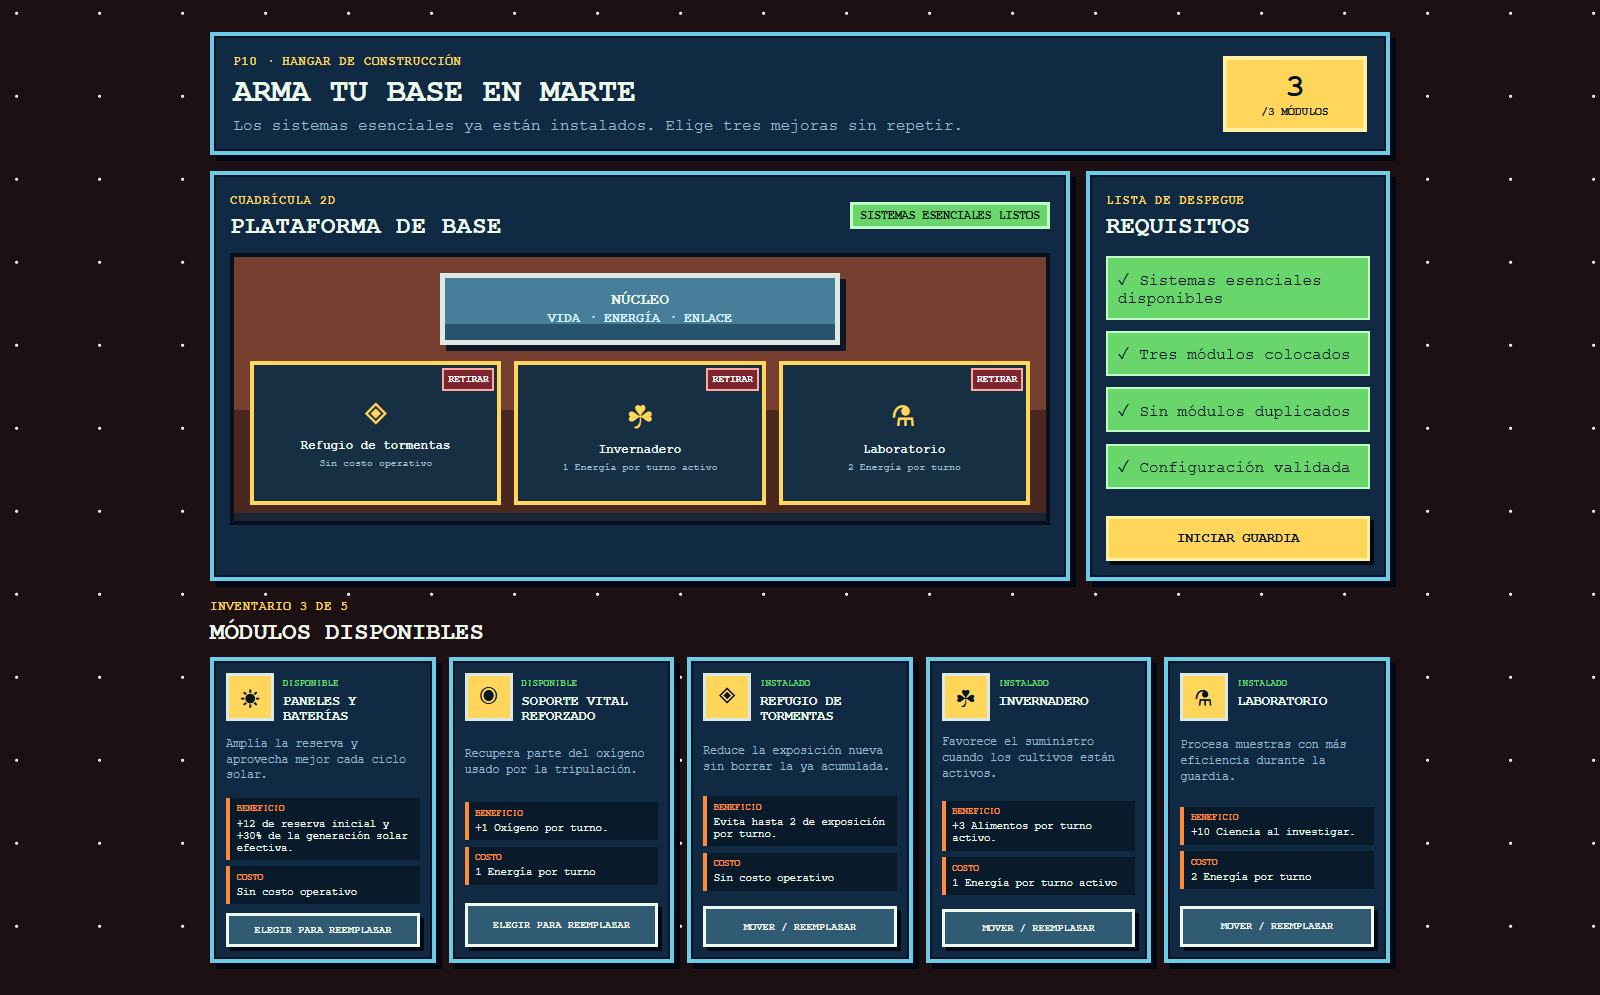 P10 · HANGAR DE CONSTRUCCIÓN
ARMA TU BASE EN MARTE
Los sistemas esenciales ya están instalados. Elige tres mejoras sin repetir.
3
/3 MÓDULOS
CUADRÍCULA 2D
PLATAFORMA DE BASE
SISTEMAS ESENCIALES LISTOS
NÚCLEO
VIDA · ENERGÍA · ENLACE
RETIRAR
Refugio de tormentas
Sin costo operativo
RETIRAR
Invernadero
1 Energía por turno activo
RETIRAR
Laboratorio
2 Energía por turno
LISTA DE DESPEGUE
REQUISITOS
✓ Sistemas esenciales
disponibles
✓ Tres módulos colocados
✓ Sin módulos duplicados
✓ Configuración validada
INICIAR GUARDIA
INVENTARIO 3 DE 5
MÓDULOS DISPONIBLES
DISPONIBLE
PANELES Y
BATERÍAS
Amplía la reserva y
aprovecha mejor cada ciclo
solar.
BENEFICIO
+12 de reserva inicial y
+30% de la generación solar
efectiva.
COSTO
Sin costo operativo
ELEGIR PARA REEMPLAZAR
DISPONIBLE
SOPORTE VITAL
REFORZADO
Recupera parte del oxígeno
usado por la tripulación.
BENEFICIO
+1 Oxígeno por turno.
COSTO
1 Energía por turno
ELEGIR PARA REEMPLAZAR
INSTALADO
REFUGIO DE
TORMENTAS
Reduce la exposición nueva
sin borrar la ya acumulada.
BENEFICIO
Evita hasta 2 de exposición
por turno.
COSTO
Sin costo operativo
MOVER / REEMPLAZAR
INSTALADO
INVERNADERO
Favorece el suministro
cuando los cultivos están
activos.
BENEFICIO
+3 Alimentos por turno
activo.
COSTO
1 Energía por turno activo
MOVER / REEMPLAZAR
INSTALADO
LABORATORIO
Procesa muestras con más
eficiencia durante la
guardia.
BENEFICIO
+10 Ciencia al investigar.
COSTO
2 Energía por turno
MOVER / REEMPLAZAR